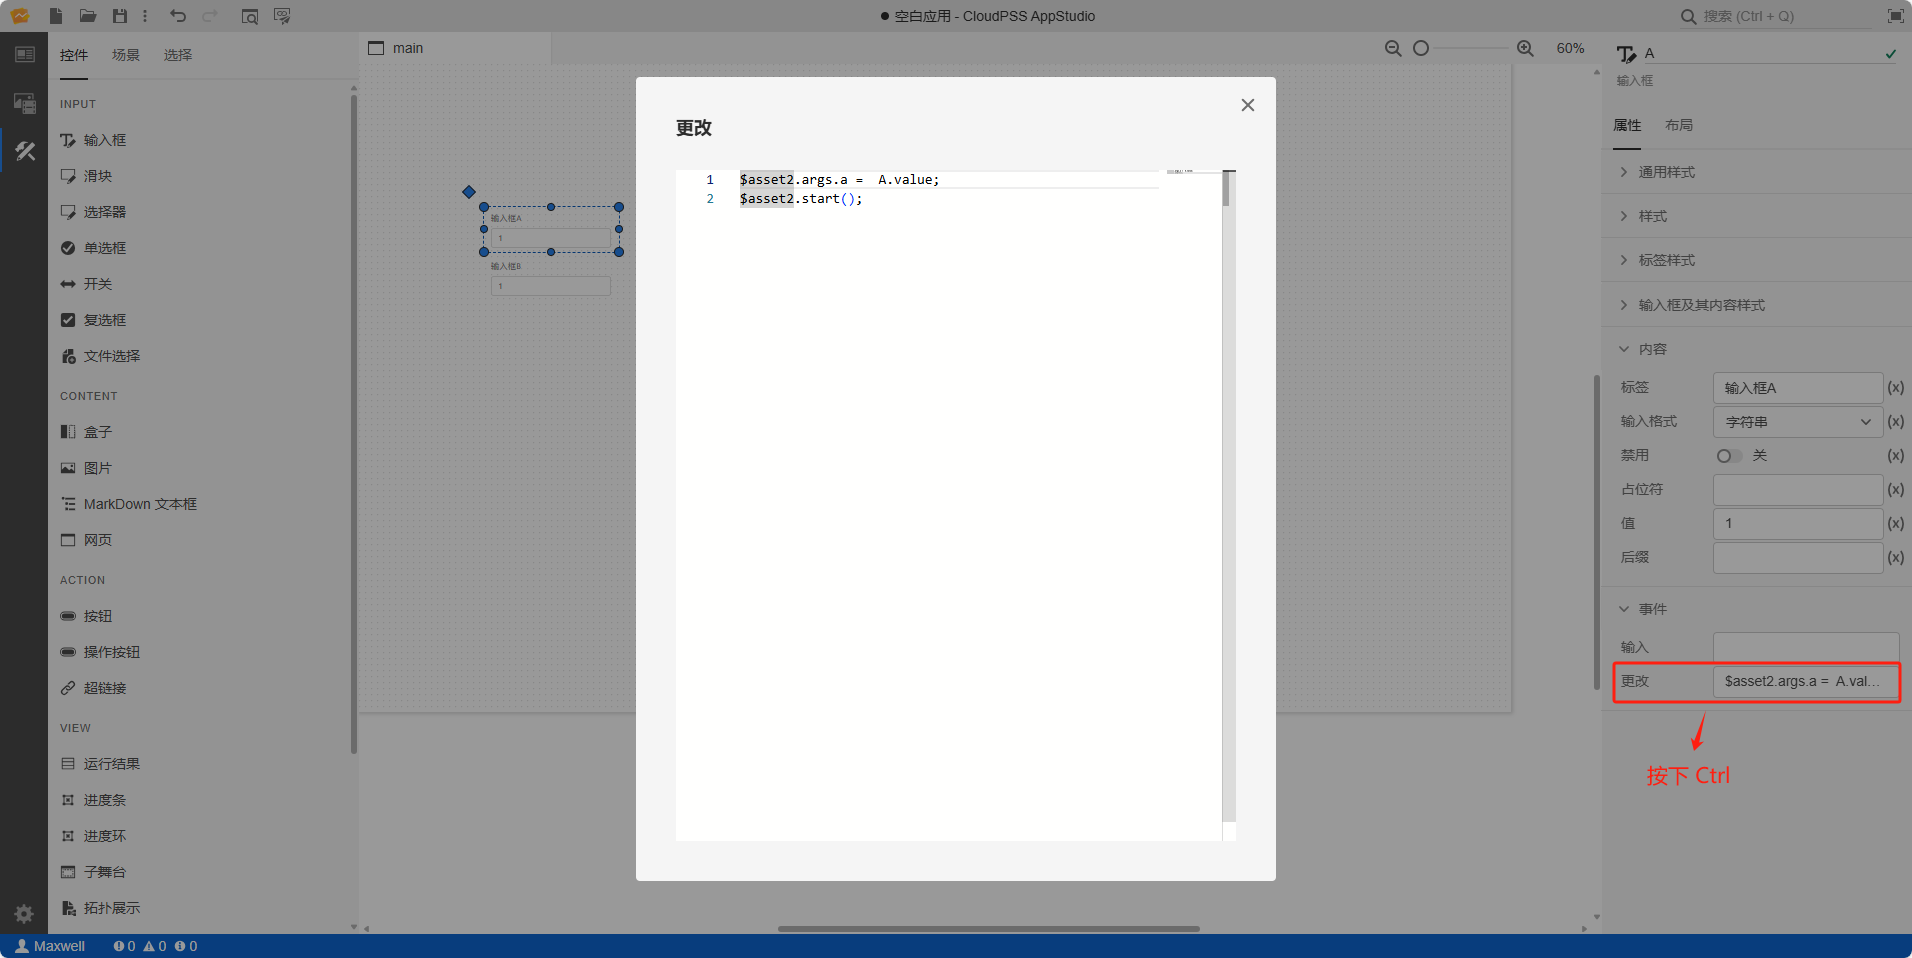 空白应用 - CloudPSS AppStudio
搜索 (Ctrl + Q)
控件
场景
选择
main
60%
INPUT
输入框
滑块
选择器
单选框
开关
复选框
文件选择
CONTENT
盒子
图片
MarkDown 文本框
网页
ACTION
按钮
操作按钮
超链接
VIEW
运行结果
进度条
进度环
子舞台
拓扑展示
输入框A
1
输入框B
1
更改
1 $asset2.args.a =  A.value;
2 $asset2.start();
A
输入框
属性
布局
通用样式
样式
标签样式
输入框及其内容样式
内容
标签 输入框A (x)
输入格式 字符串 (x)
禁用 关 (x)
占位符 (x)
值 1 (x)
后缀 (x)
事件
输入
更改 $asset2.args.a =  A.val...
按下 Ctrl
Maxwell 0 0 0